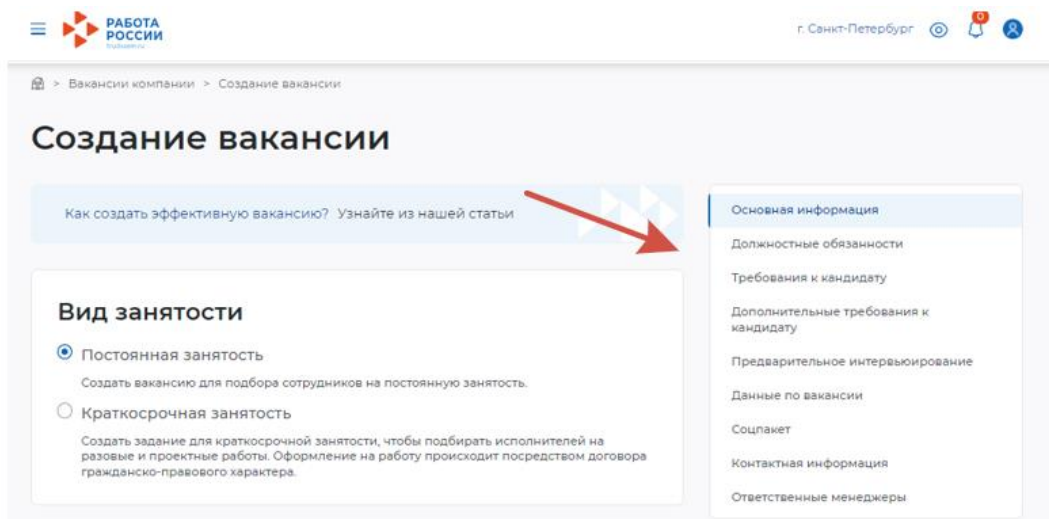 РАБОТА
РОССИИ
trudvsem.ru
г. Санкт-Петербург
0
> Вакансии компании > Создание вакансии
Создание вакансии
Как создать эффективную вакансию? Узнайте из нашей статьи
Вид занятости
Постоянная занятость
Создать вакансию для подбора сотрудников на постоянную занятость.
Краткосрочная занятость
Создать задание для краткосрочной занятости, чтобы подбирать исполнителей на
разовые и проектные работы. Оформление на работу происходит посредством договора
гражданско-правового характера.
Основная информация
Должностные обязанности
Требования к кандидату
Дополнительные требования к
кандидату
Предварительное интервьюирование
Данные по вакансии
Соцпакет
Контактная информация
Ответственные менеджеры